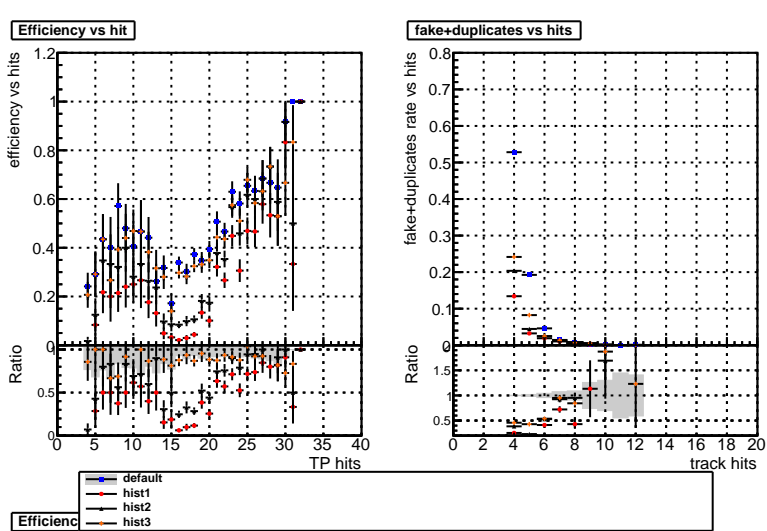 Efficiency vs hit
fake+duplicates vs hits
efficiency vs hits
1.2
1
0.8
0.6
0.4
0.2
0
Ratio
1
0.5
0
0 5 10 15 20 25 30 35 40
TP hits
fake+duplicates rate vs hits
0.8
0.7
0.6
0.5
0.4
0.3
0.2
0.1
0
Ratio
1.5
1
0.5
0 2 4 6 8 10 12 14 16 18 20
track hits
default
hist1
hist2
hist3
Efficienc